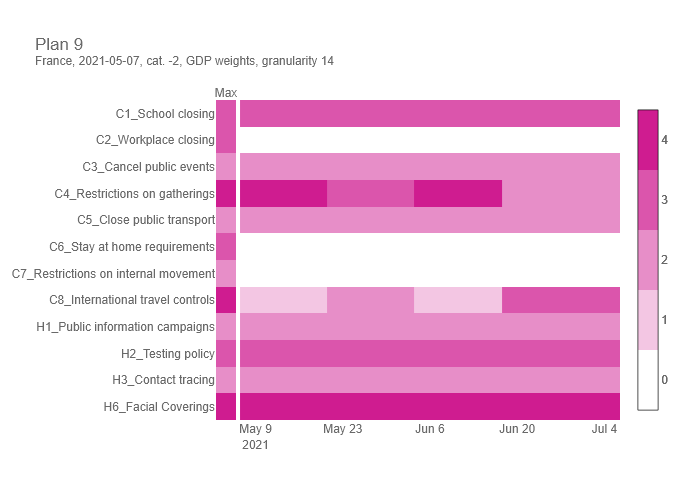 Plan 9
France, 2021-05-07, cat. -2, GDP weights, granularity 14
Max
C1_School closing
C2_Workplace closing
C3_Cancel public events
C4_Restrictions on gatherings
C5_Close public transport
C6_Stay at home requirements
C7_Restrictions on internal movement
C8_International travel controls
H1_Public information campaigns
H2_Testing policy
H3_Contact tracing
H6_Facial Coverings
4
3
2
1
0
May 9 May 23 Jun 6 Jun 20 Jul 4
2021